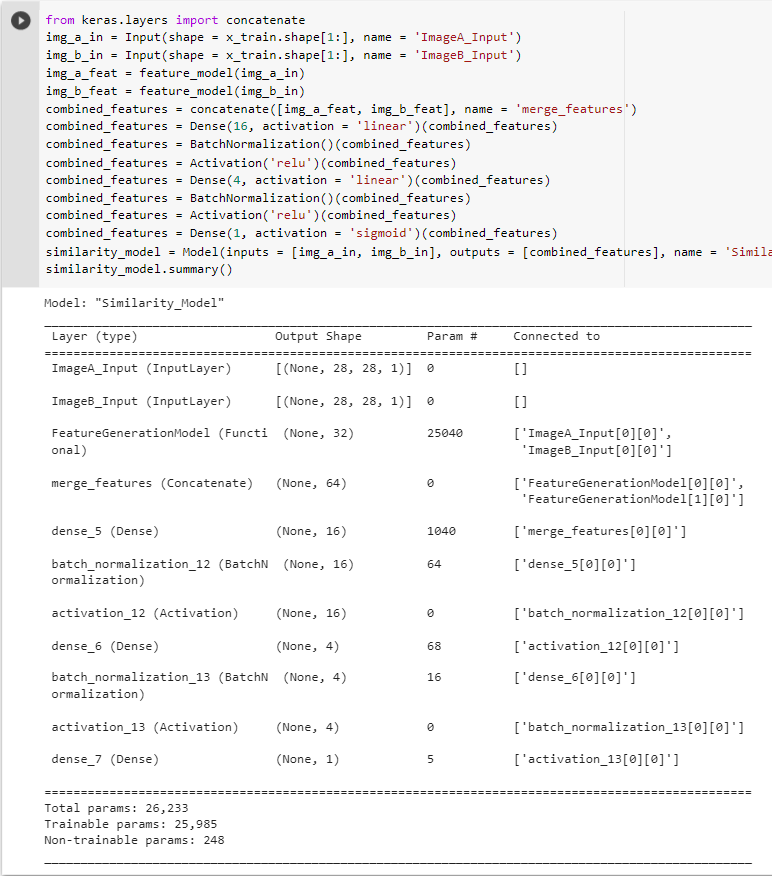 from keras.layers import concatenate
img_a_in = Input(shape = x_train.shape[1:], name = 'ImageA_Input')
img_b_in = Input(shape = x_train.shape[1:], name = 'ImageB_Input')
img_a_feat = feature_model(img_a_in)
img_b_feat = feature_model(img_b_in)
combined_features = concatenate([img_a_feat, img_b_feat], name = 'merge_features')
combined_features = Dense(16, activation = 'linear')(combined_features)
combined_features = BatchNormalization()(combined_features)
combined_features = Activation('relu')(combined_features)
combined_features = Dense(4, activation = 'linear')(combined_features)
combined_features = BatchNormalization()(combined_features)
combined_features = Activation('relu')(combined_features)
combined_features = Dense(1, activation = 'sigmoid')(combined_features)
similarity_model = Model(inputs = [img_a_in, img_b_in], outputs = [combined_features], name = 'Simila
similarity_model.summary()
Model: "Similarity_Model"
Layer (type) Output Shape Param # Connected to
ImageA_Input (InputLayer) [(None, 28, 28, 1)] 0 []
ImageB_Input (InputLayer) [(None, 28, 28, 1)] 0 []
FeatureGenerationModel (Functi (None, 32) 25040 ['ImageA_Input[0][0]',
onal) 'ImageB_Input[0][0]']
merge_features (Concatenate) (None, 64) 0 ['FeatureGenerationModel[0][0]',
'FeatureGenerationModel[1][0]']
dense_5 (Dense) (None, 16) 1040 ['merge_features[0][0]']
batch_normalization_12 (BatchN (None, 16) 64 ['dense_5[0][0]']
ormalization)
activation_12 (Activation) (None, 16) 0 ['batch_normalization_12[0][0]']
dense_6 (Dense) (None, 4) 68 ['activation_12[0][0]']
batch_normalization_13 (BatchN (None, 4) 16 ['dense_6[0][0]']
ormalization)
activation_13 (Activation) (None, 4) 0 ['batch_normalization_13[0][0]']
dense_7 (Dense) (None, 1) 5 ['activation_13[0][0]']
Total params: 26,233
Trainable params: 25,985
Non-trainable params: 248